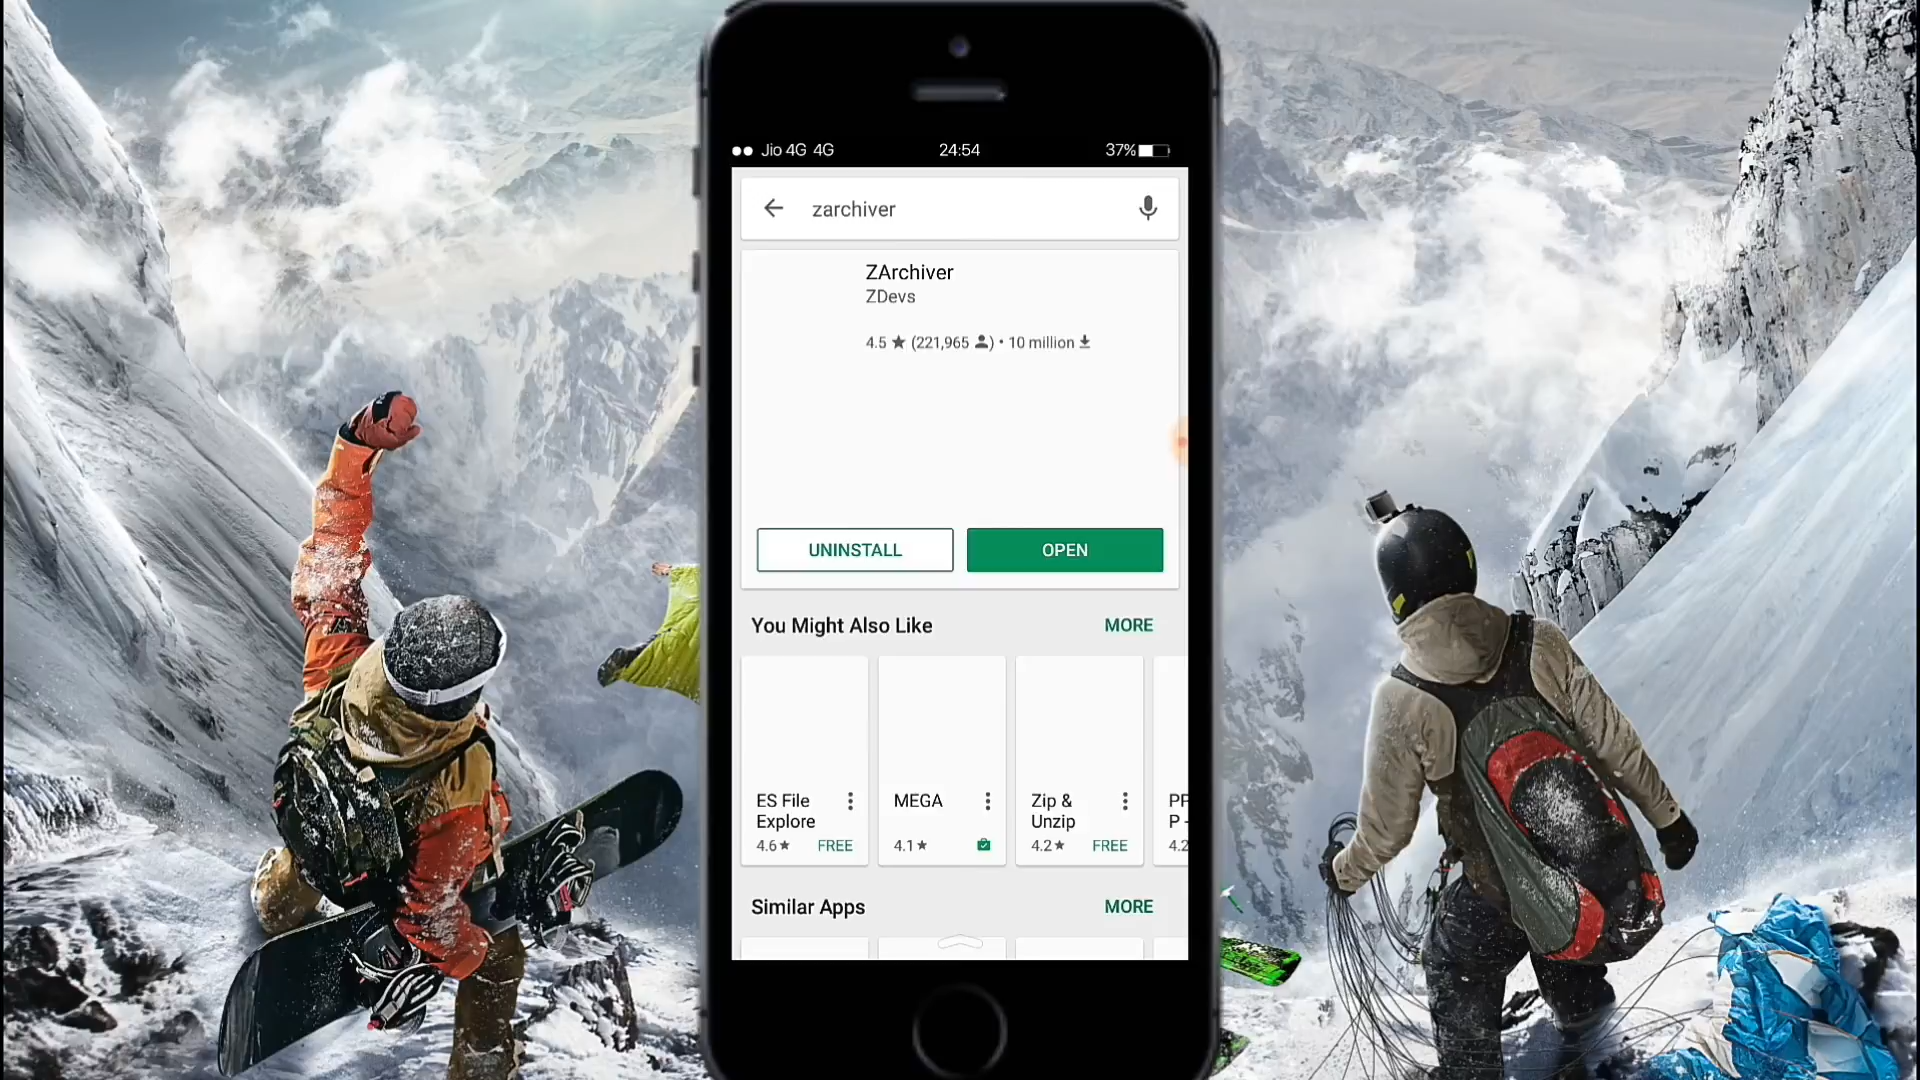 Jio 4G 4G 24:54 37%
zarchiver
ZArchiver
ZDevs
4.5 ★ (221,965 ) • 10 million
UNINSTALL OPEN
You Might Also Like MORE
ES File
Explore
4.6★ FREE
MEGA
4.1★
Zip &
Unzip
4.2★ FREE
P -
4.2
Similar Apps MORE